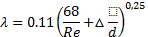 λ = 0.11(68/Re + △ □/d)^0,25